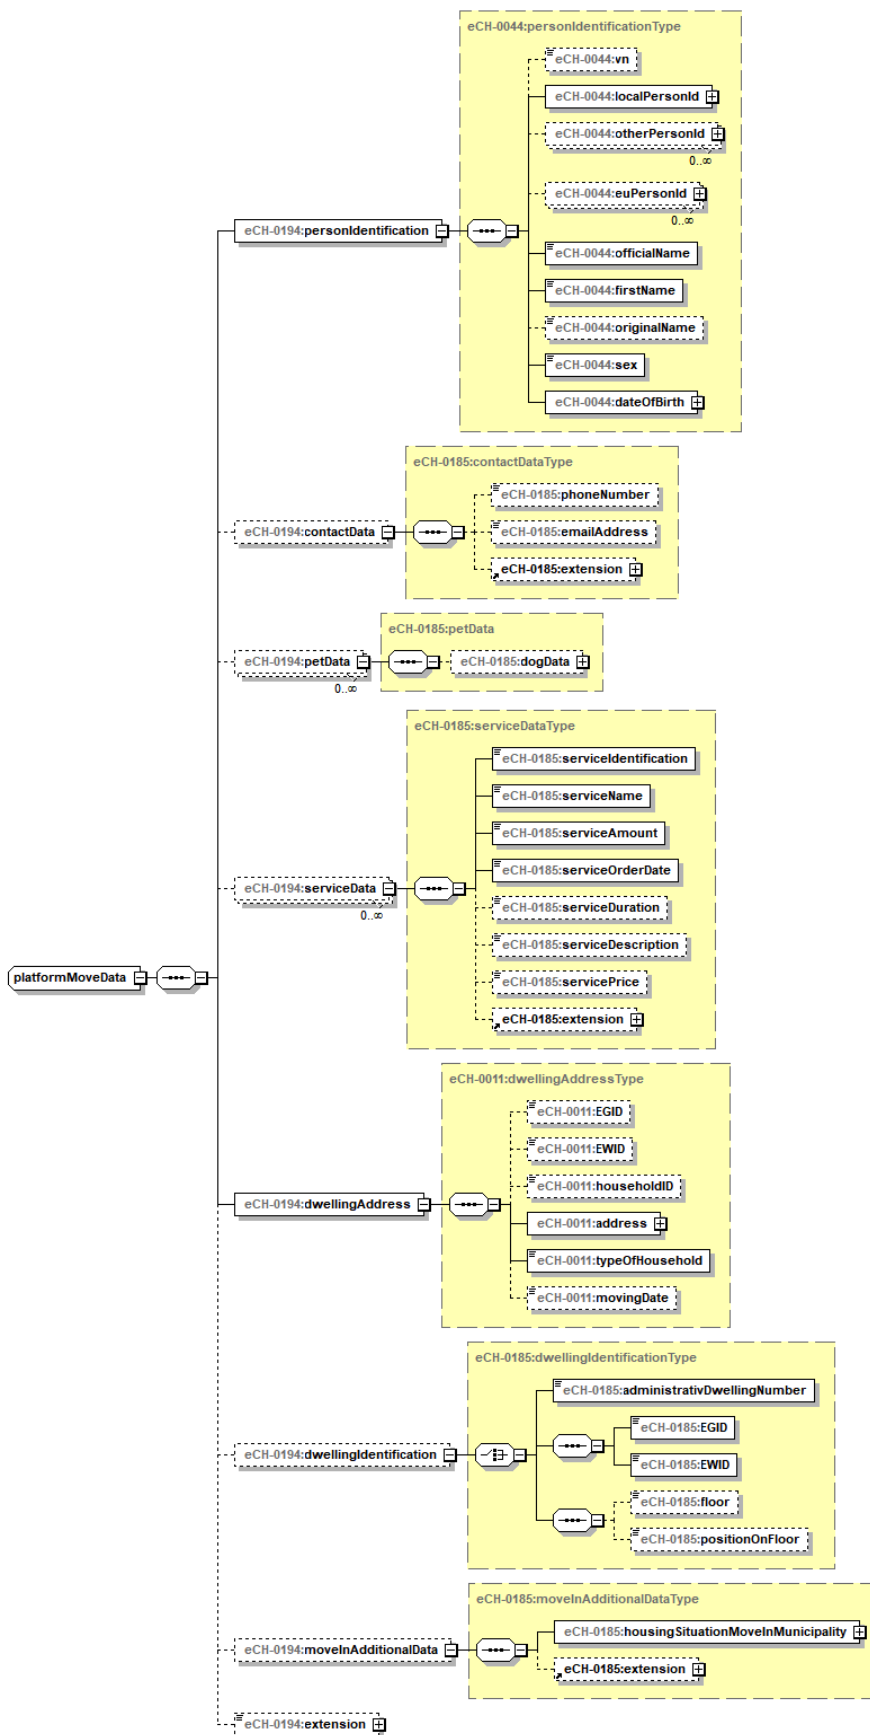 eCH-0044:personIdentificationType
eCH-0044:vn
eCH-0044:localPersonId
eCH-0044:otherPersonId
0..∞
eCH-0044:euPersonId
0..∞
eCH-0194:personIdentification
eCH-0044:officialName
eCH-0044:firstName
eCH-0044:originalName
eCH-0044:sex
eCH-0044:dateOfBirth
eCH-0185:contactDataType
eCH-0185:phoneNumber
eCH-0194:contactData
eCH-0185:emailAddress
eCH-0185:extension
eCH-0185:petData
eCH-0194:petData
0..∞
eCH-0185:dogData
eCH-0185:serviceDataType
eCH-0185:serviceIdentification
eCH-0185:serviceName
eCH-0185:serviceAmount
eCH-0185:serviceOrderDate
eCH-0194:serviceData
0..∞
eCH-0185:serviceDuration
eCH-0185:serviceDescription
eCH-0185:servicePrice
platformMoveData
eCH-0185:extension
eCH-0011:dwellingAddressType
eCH-0011:EGID
eCH-0011:EWID
eCH-0011:householdID
eCH-0194:dwellingAddress
eCH-0011:address
eCH-0011:typeOfHousehold
eCH-0011:movingDate
eCH-0185:dwellingIdentificationType
eCH-0185:administrativDwellingNumber
eCH-0185:EGID
eCH-0194:dwellingIdentification
eCH-0185:EWID
eCH-0185:floor
eCH-0185:positionOnFloor
eCH-0185:moveInAdditionalDataType
eCH-0185:housingSituationMoveInMunicipality
eCH-0194:moveInAdditionalData
eCH-0185:extension
eCH-0194:extension